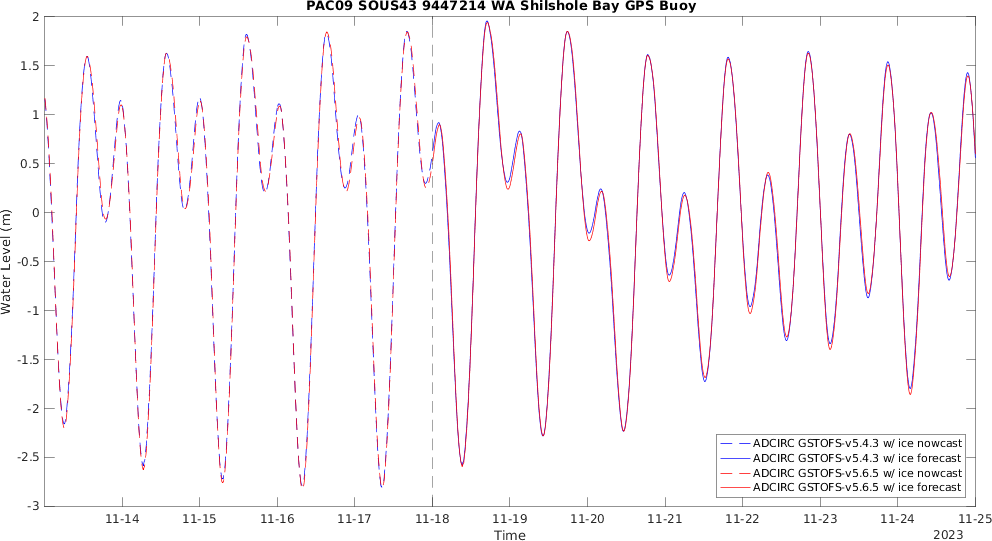 PAC09 SOUS43 9447214 WA Shilshole Bay GPS Buoy
2
1.5
1
0.5
0
-0.5
-1
-1.5
-2
-2.5
-3
Water Level (m)
ADCIRC GSTOFS-v5.4.3 w/ ice nowcast
ADCIRC GSTOFS-v5.4.3 w/ ice forecast
ADCIRC GSTOFS-v5.6.5 w/ ice nowcast
ADCIRC GSTOFS-v5.6.5 w/ ice forecast
11-14 11-15 11-16 11-17 11-18 11-19 11-20 11-21 11-22 11-23 11-24 11-25
Time
2023